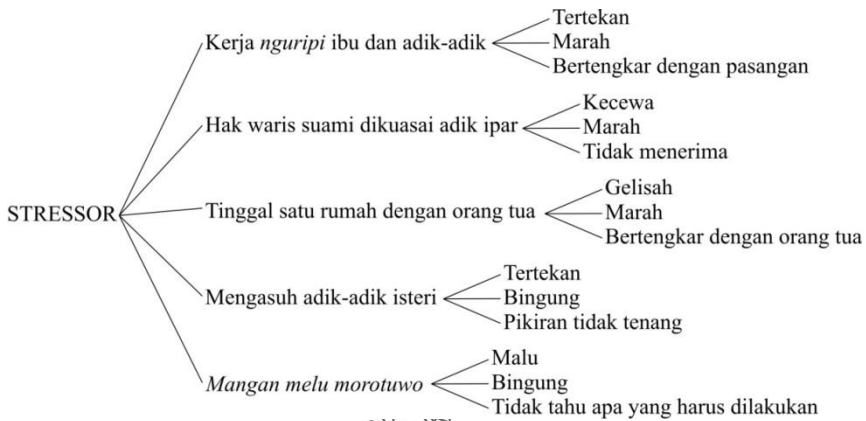 Tertekan
Kerja nguripi ibu dan adik-adik
Marah
Bertengkar dengan pasangan
Kecewa
Hak waris suami dikuasai adik ipar
Marah
Tidak menerima
Gelisah
STRESSOR
Tinggal satu rumah dengan orang tua
Marah
Bertengkar dengan orang tua
Tertekan
Mengasuh adik-adik isteri
Bingung
Pikiran tidak tenang
Malu
Mangan melu morotuwo
Bingung
Tidak tahu apa yang harus dilakukan